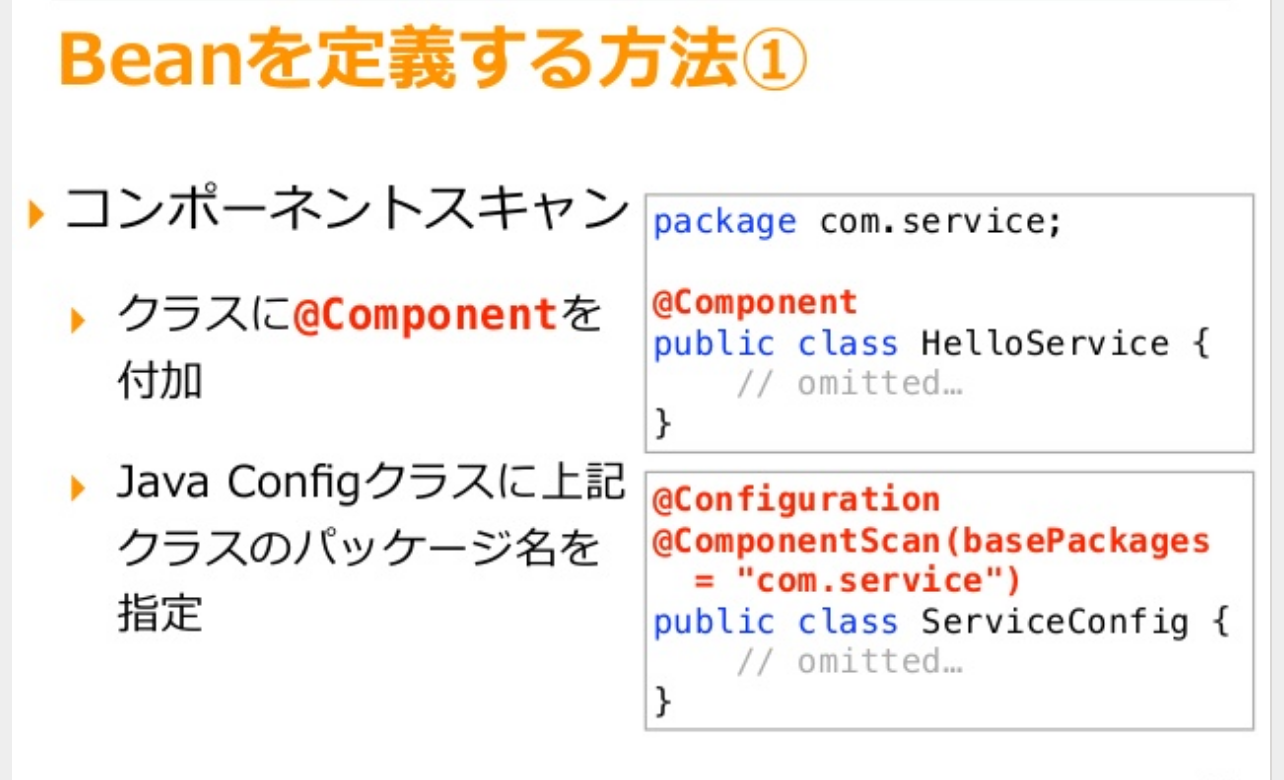 Beanを定義する方法①
コンポーネントスキャン
クラスに@Componentを
付加
Java Configクラスに上記
クラスのパッケージ名を
指定
package com.service;
@Component
public class HelloService {
// omitted…
}
@Configuration
@ComponentScan(basePackages
= "com.service")
public class ServiceConfig {
// omitted…
}